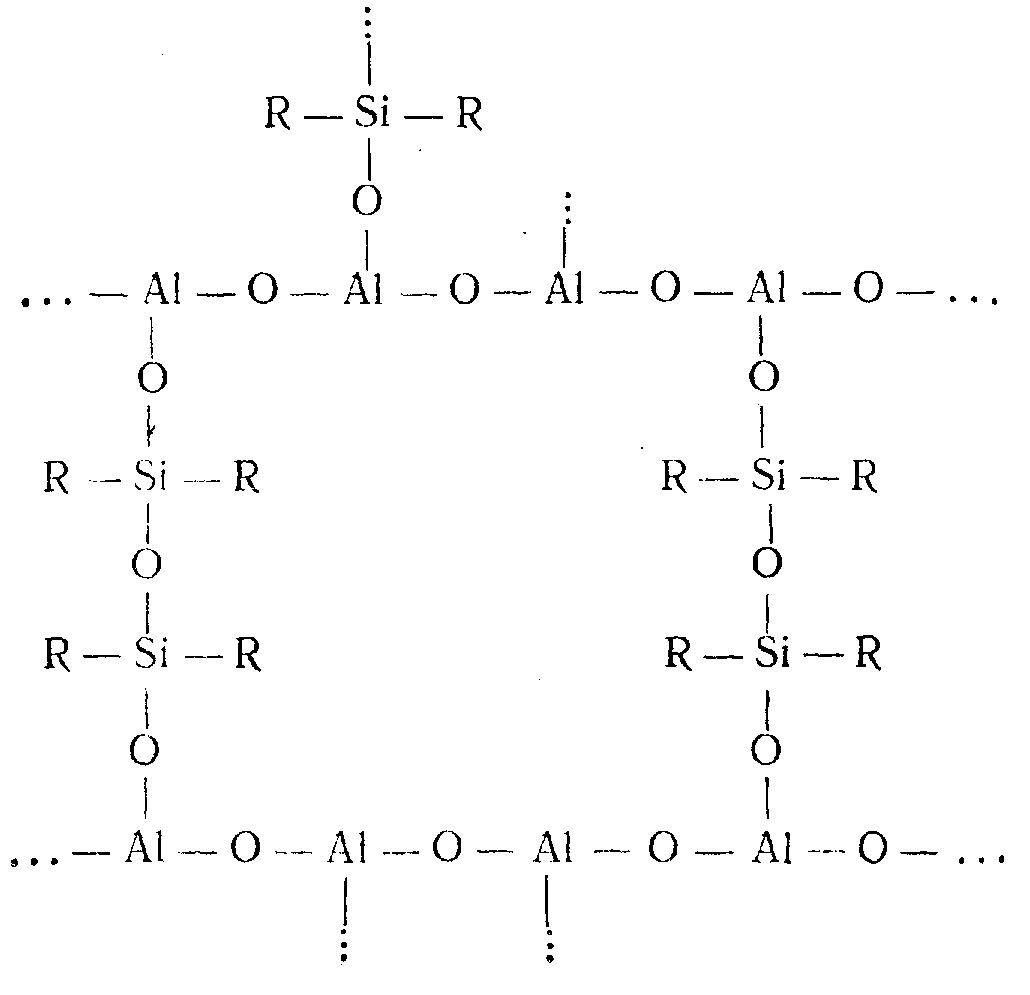 ⋮
R — Si — R
O
⋮
... — Al — O — Al — O — Al — O — Al — O — ...
O O
R — Si — R R — Si — R
O O
R — Si — R R — Si — R
O O
... — Al — O — Al — O — Al — O — Al — O — ...
⋮ ⋮